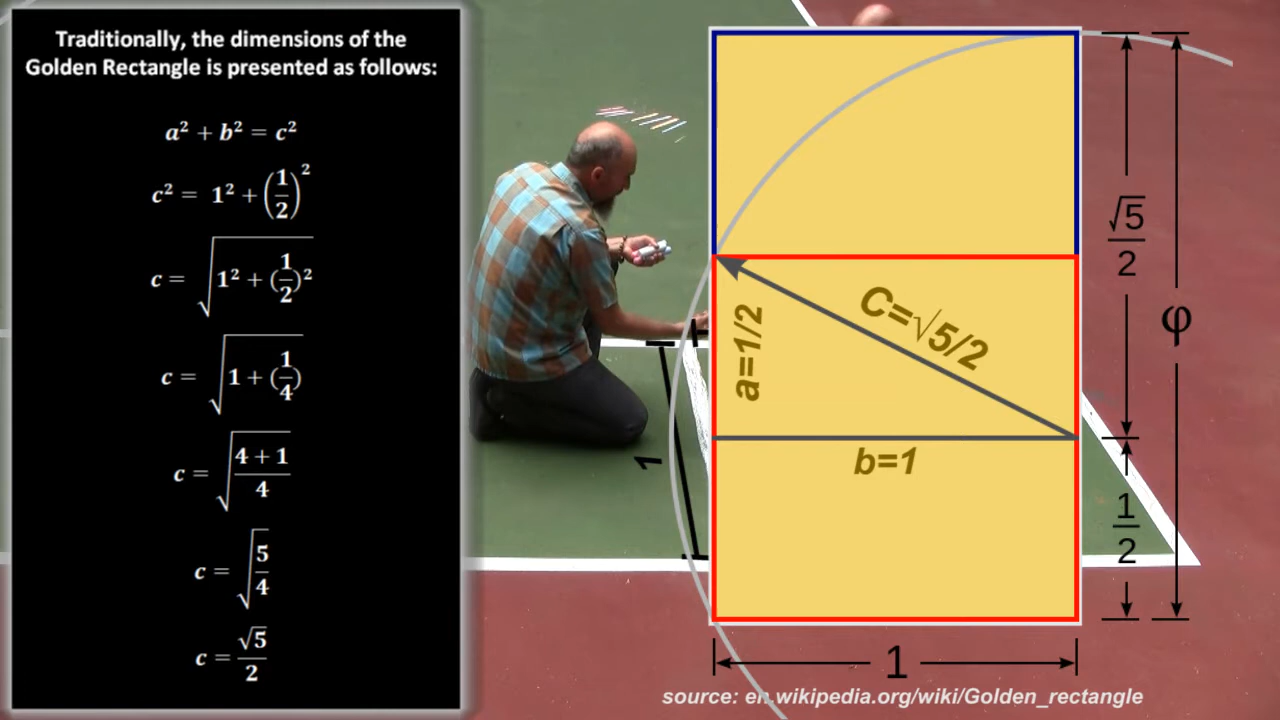 Traditionally, the dimensions of the
Golden Rectangle is presented as follows:
a² + b² = c²
c² = 1² + (1/2)²
c = √(1² + (1/2)²)
c = √(1 + (1/4))
c = √((4 + 1)/4)
c = √(5/4)
c = √5/2
1
a=1/2
C=√5/2
b=1
√5/2
φ
1/2
1
source: en.wikipedia.org/wiki/Golden_rectangle